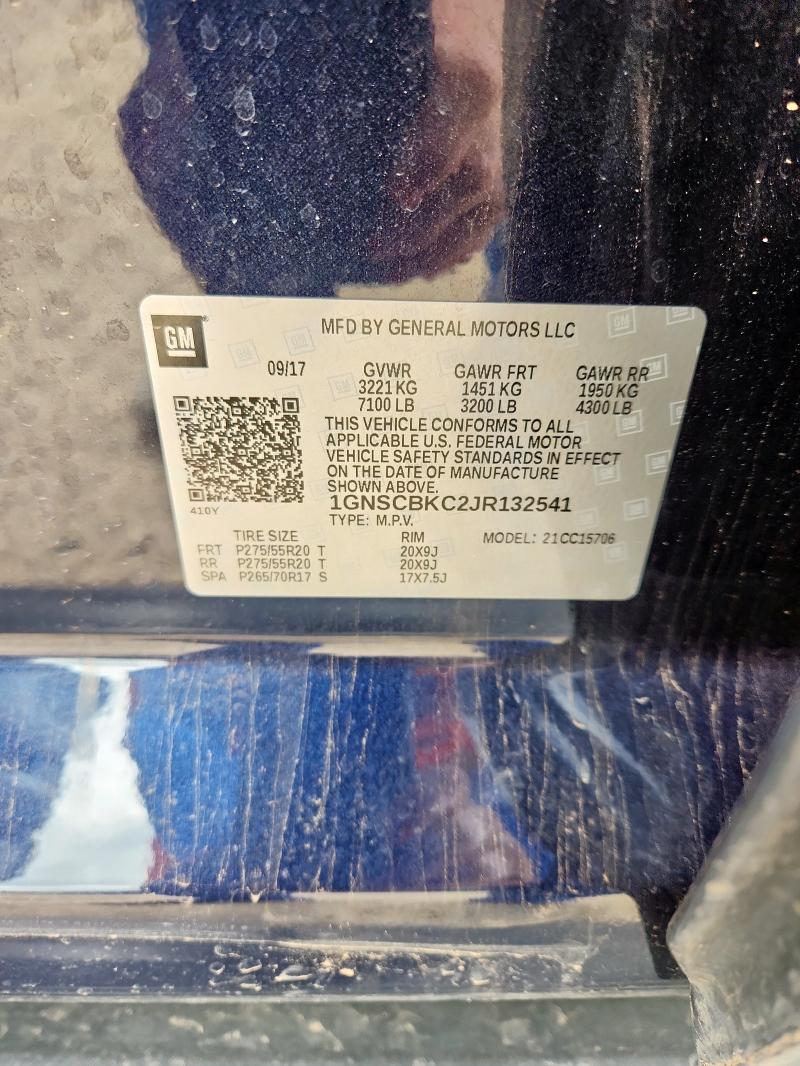 GM
MFD BY GENERAL MOTORS LLC
09/17 GVWR GAWR FRT GAWR RR
3221 KG 1451 KG 1950 KG
7100 LB 3200 LB 4300 LB
THIS VEHICLE CONFORMS TO ALL
APPLICABLE U.S. FEDERAL MOTOR
VEHICLE SAFETY STANDARDS IN EFFECT
ON THE DATE OF MANUFACTURE
SHOWN ABOVE.
1GNSCBKC2JR132541
410Y
TYPE: M.P.V.
TIRE SIZE RIM MODEL: 21CC15706
FRT P275/55R20 T 20X9J
RR P275/55R20 T 20X9J
SPA P265/70R17 S 17X7.5J